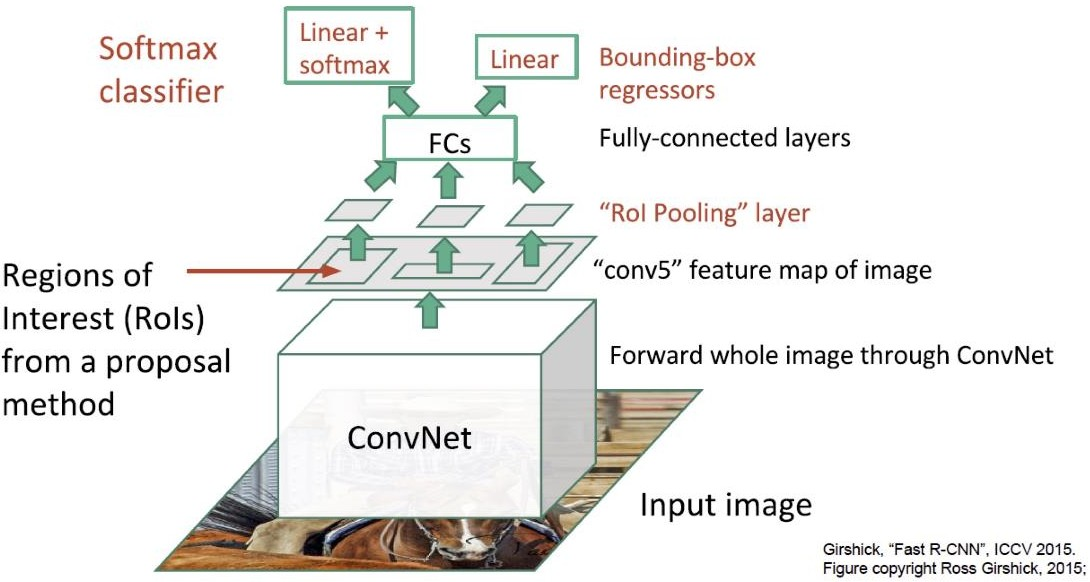 Softmax
classifier
Linear +
softmax
Linear
Bounding-box
regressors
FCs
Fully-connected layers
“RoI Pooling” layer
Regions of
Interest (RoIs)
from a proposal
method
“conv5” feature map of image
Forward whole image through ConvNet
ConvNet
Input image
Girshick, “Fast R-CNN”, ICCV 2015.
Figure copyright Ross Girshick, 2015;